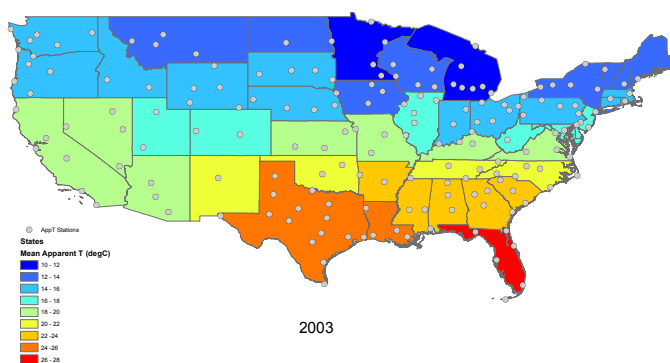 AppT Stations
States
Mean Apparent T (degC)
10 - 12
12 - 14
14 - 16
16 - 18
18 - 20
20 - 22
22 -24
24 -26
26 - 28
2003